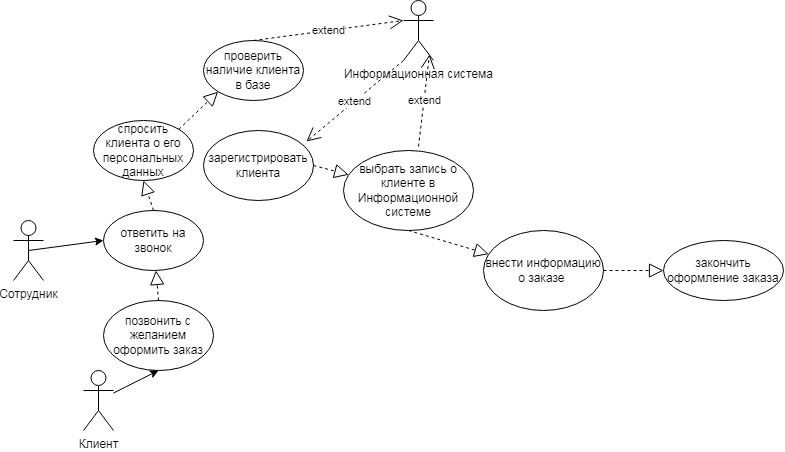 extend
проверить
наличие клиента
в базе
Информационная система
extend
extend
спросить
клиента о его
персональных
данных
зарегистрировать
клиента
выбрать запись о
клиенте в
Информационной
системе
ответить на
звонок
внести информацию
о заказе
закончить
оформление заказа
Сотрудник
позвонить с
желанием
оформить заказ
Клиент